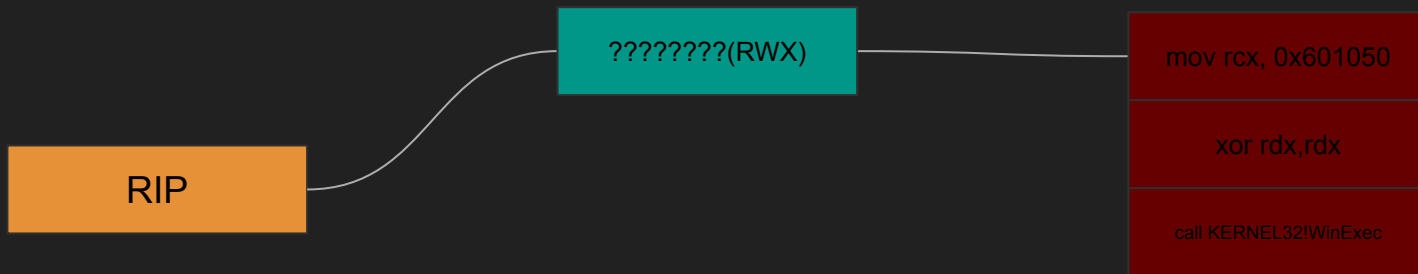 ????????(RWX)
mov rcx, 0x601050
xor rdx,rdx
RIP
call KERNEL32!WinExec